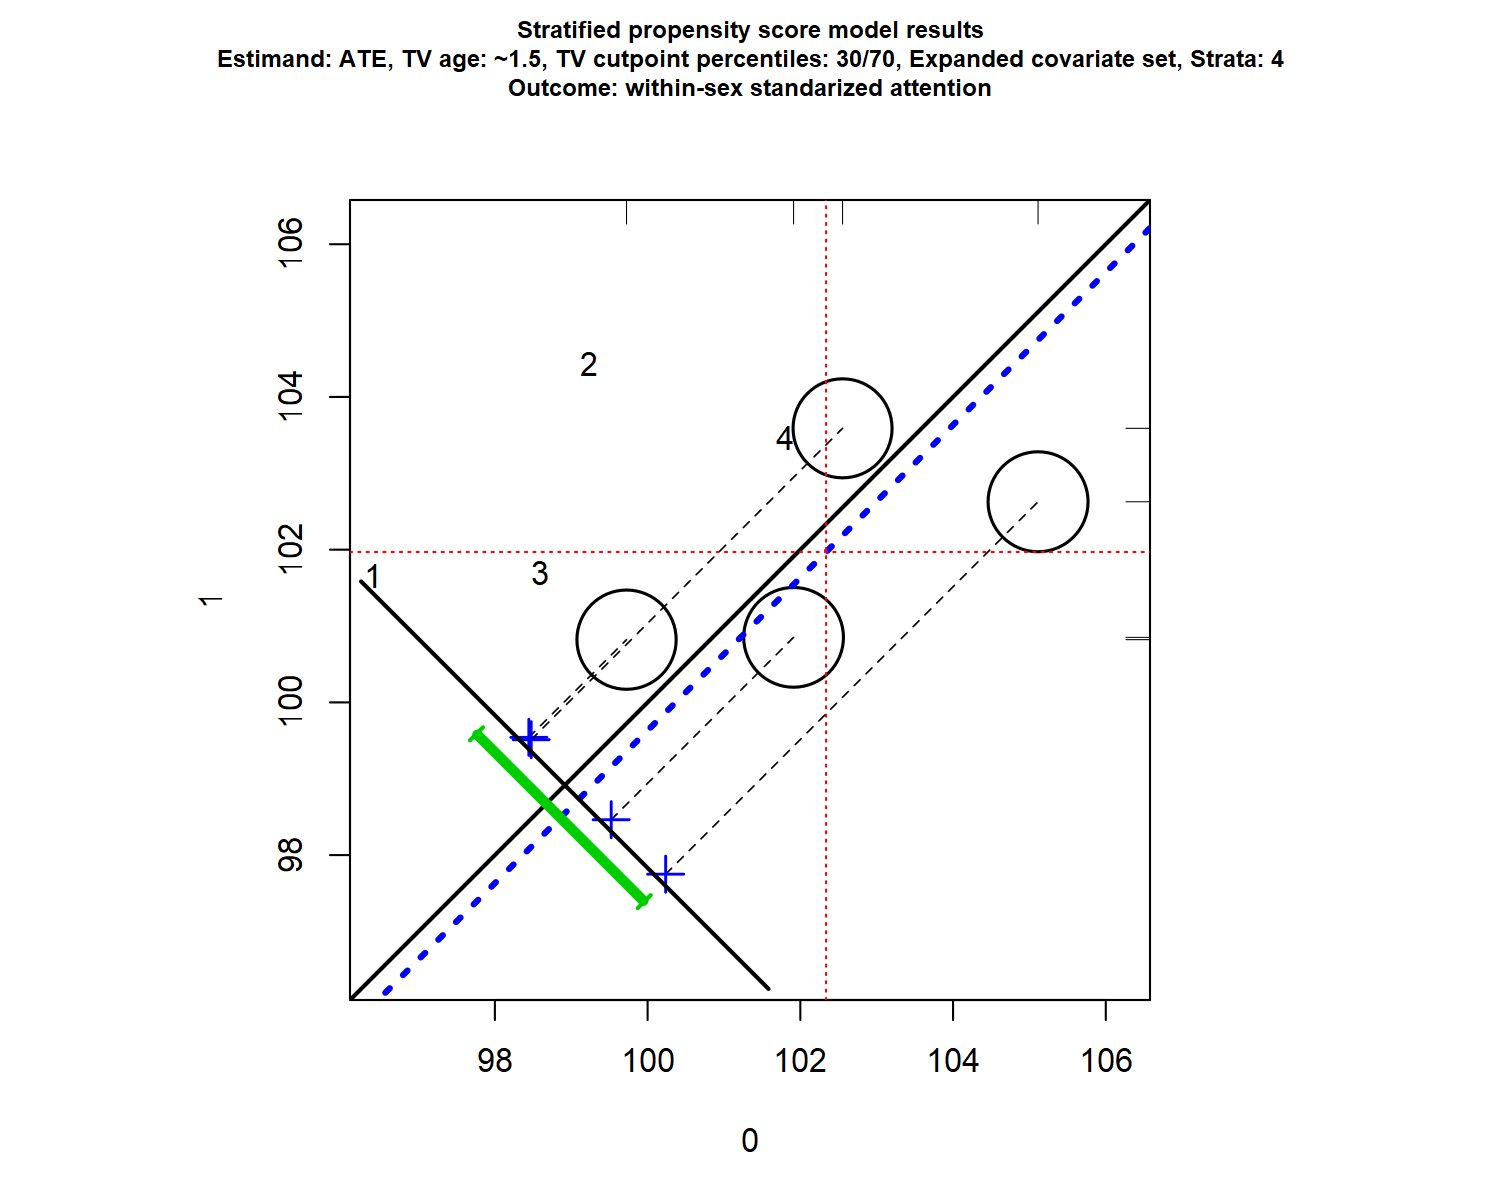 Stratified propensity score model results
Estimand: ATE, TV age: ~1.5, TV cutpoint percentiles: 30/70, Expanded covariate set, Strata: 4
Outcome: within-sex standarized attention
106
104
102
100
98
1
2
4
1
3
98 100 102 104 106
0